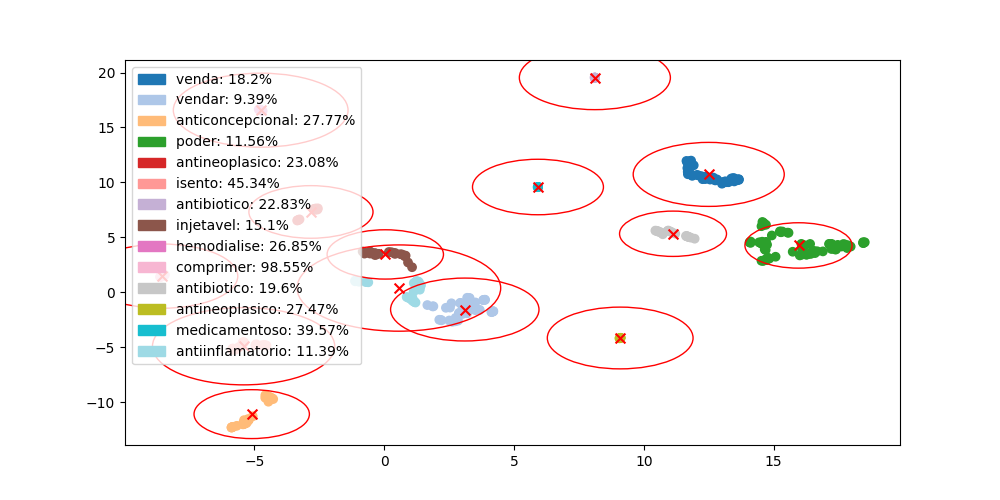 venda: 18.2%
vendar: 9.39%
anticoncepcional: 27.77%
poder: 11.56%
antineoplasico: 23.08%
isento: 45.34%
antibiotico: 22.83%
injetavel: 15.1%
hemodialise: 26.85%
comprimer: 98.55%
antibiotico: 19.6%
antineoplasico: 27.47%
medicamentoso: 39.57%
antiinflamatorio: 11.39%
20
15
10
5
0
−5
−10
−5 0 5 10 15